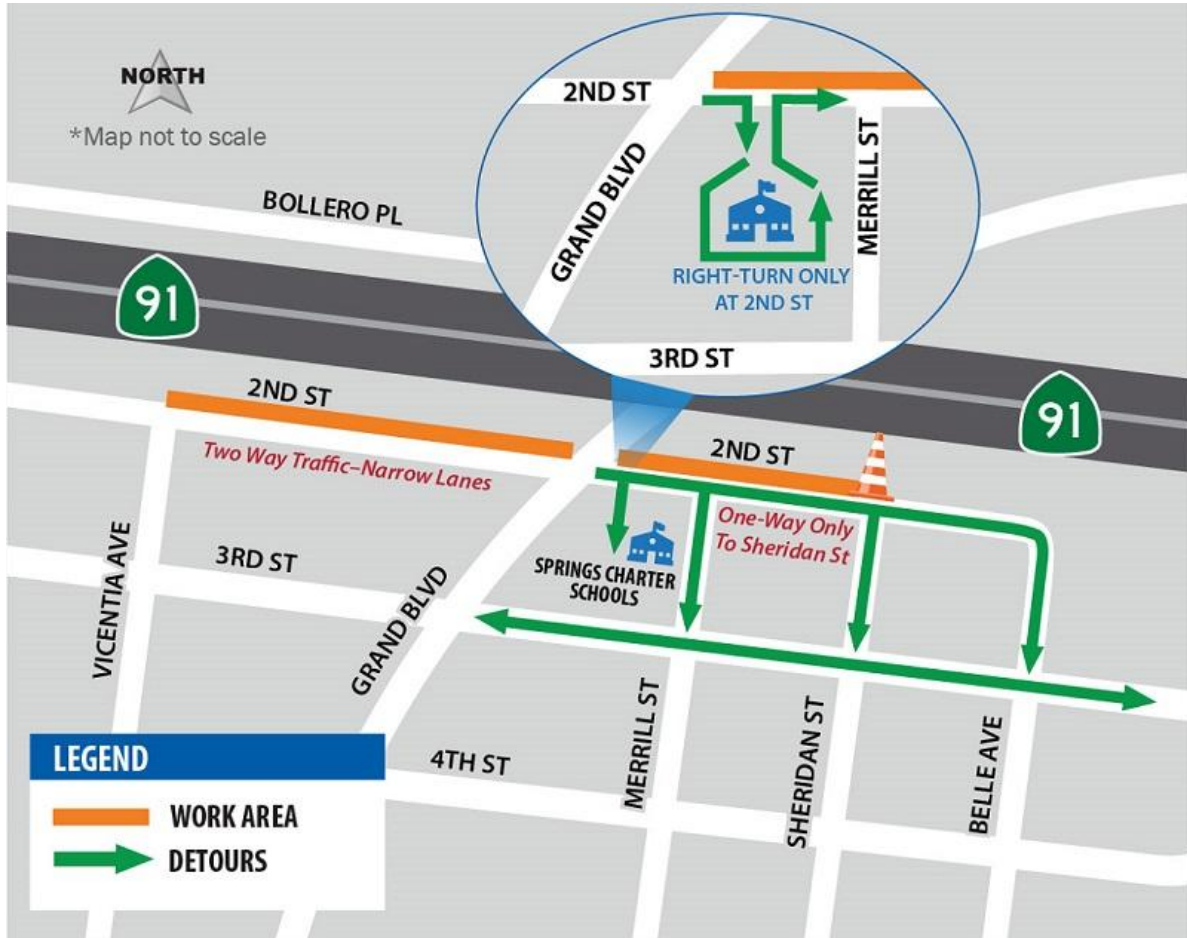 NORTH
*Map not to scale
2ND ST
GRAND BLVD
MERRILL ST
RIGHT-TURN ONLY
AT 2ND ST
3RD ST
BOLLERO PL
91
91
2ND ST
Two Way Traffic–Narrow Lanes
2ND ST
One-Way Only
To Sheridan St
SPRINGS CHARTER
SCHOOLS
VICENTIA AVE
3RD ST
GRAND BLVD
MERRILL ST
SHERIDAN ST
BELLE AVE
4TH ST
LEGEND
WORK AREA
DETOURS